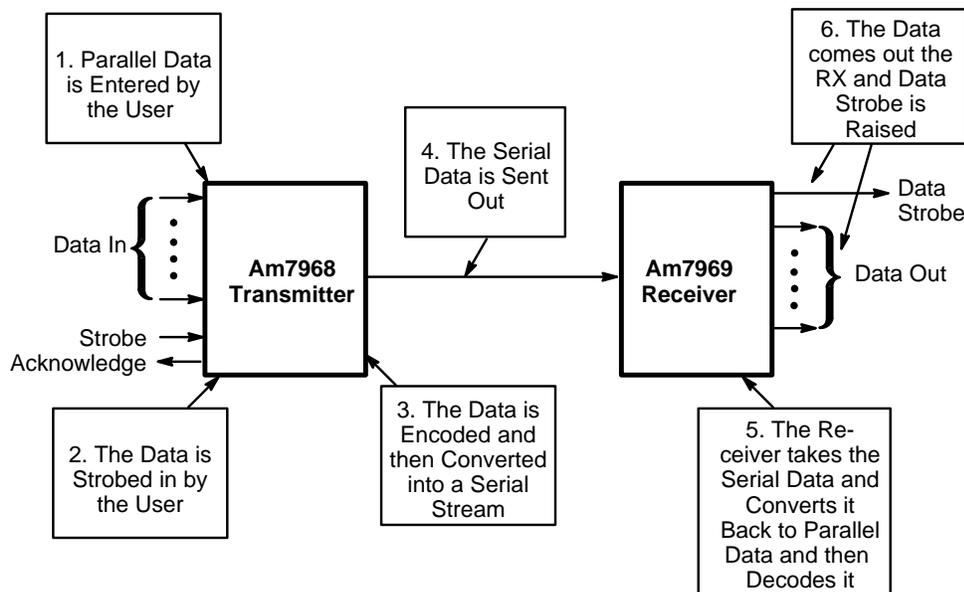 1. Parallel Data
is Entered by
the User
6. The Data
comes out the
RX and Data
Strobe is
Raised
4. The Serial
Data is Sent
Out
Data In
Strobe
Acknowledge
Am7968
Transmitter
Am7969
Receiver
Data
Strobe
Data Out
2. The Data is
Strobed in by
the User
3. The Data is
Encoded and
then Converted
into a Serial
Stream
5. The Re-
ceiver takes the
Serial Data and
Converts it
Back to Parallel
Data and then
Decodes it